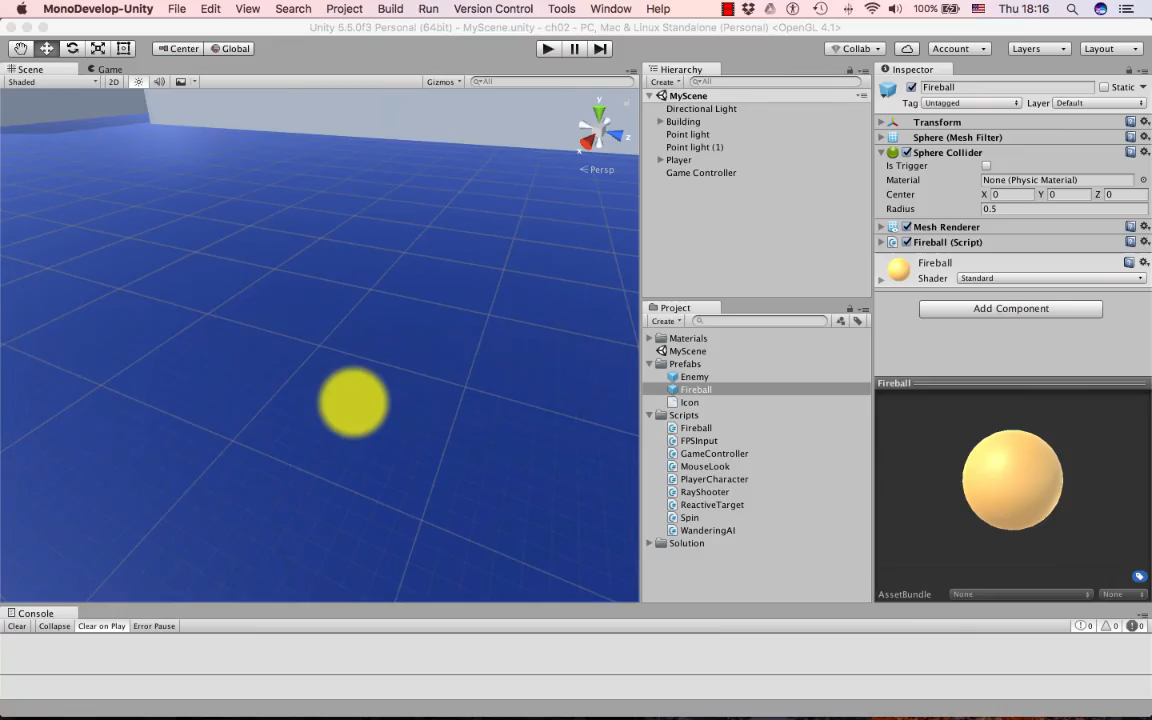 MonoDevelop-Unity File Edit View Search Project Build Run Version Control Tools Window Help 100% Thu 18:16
Unity 5.5.0f3 Personal (64bit) - MyScene.unity - ch02 - PC, Mac & Linux Standalone (Personal) <OpenGL 4.1>
Center Global Collab Account Layers Layout
Scene Game
Shaded 2D Gizmos All
y
z
x
Persp
Hierarchy
Create All
MyScene
Directional Light
Building
Point light
Point light (1)
Player
Game Controller
Project
Create
Materials
MyScene
Prefabs
Enemy
Fireball
Icon
Scripts
Fireball
FPSInput
GameController
MouseLook
PlayerCharacter
RayShooter
ReactiveTarget
Spin
WanderingAI
Solution
Inspector
Fireball Static
Tag Untagged Layer Default
Transform
Sphere (Mesh Filter)
Sphere Collider
Is Trigger
Material None (Physic Material)
Center X 0 Y 0 Z 0
Radius 0.5
Mesh Renderer
Fireball (Script)
Fireball
Shader Standard
Add Component
Fireball
AssetBundle None None
Console
Clear Collapse Clear on Play Error Pause 0 0 0